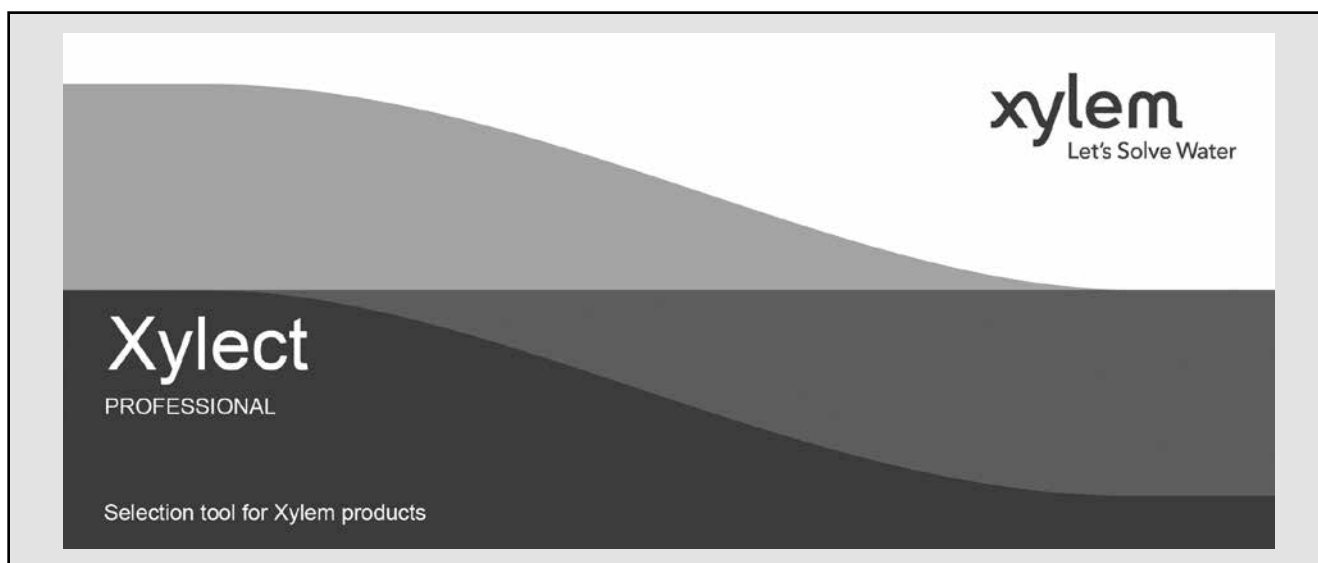 xylem
Let's Solve Water
Xylect
PROFESSIONAL
Selection tool for Xylem products